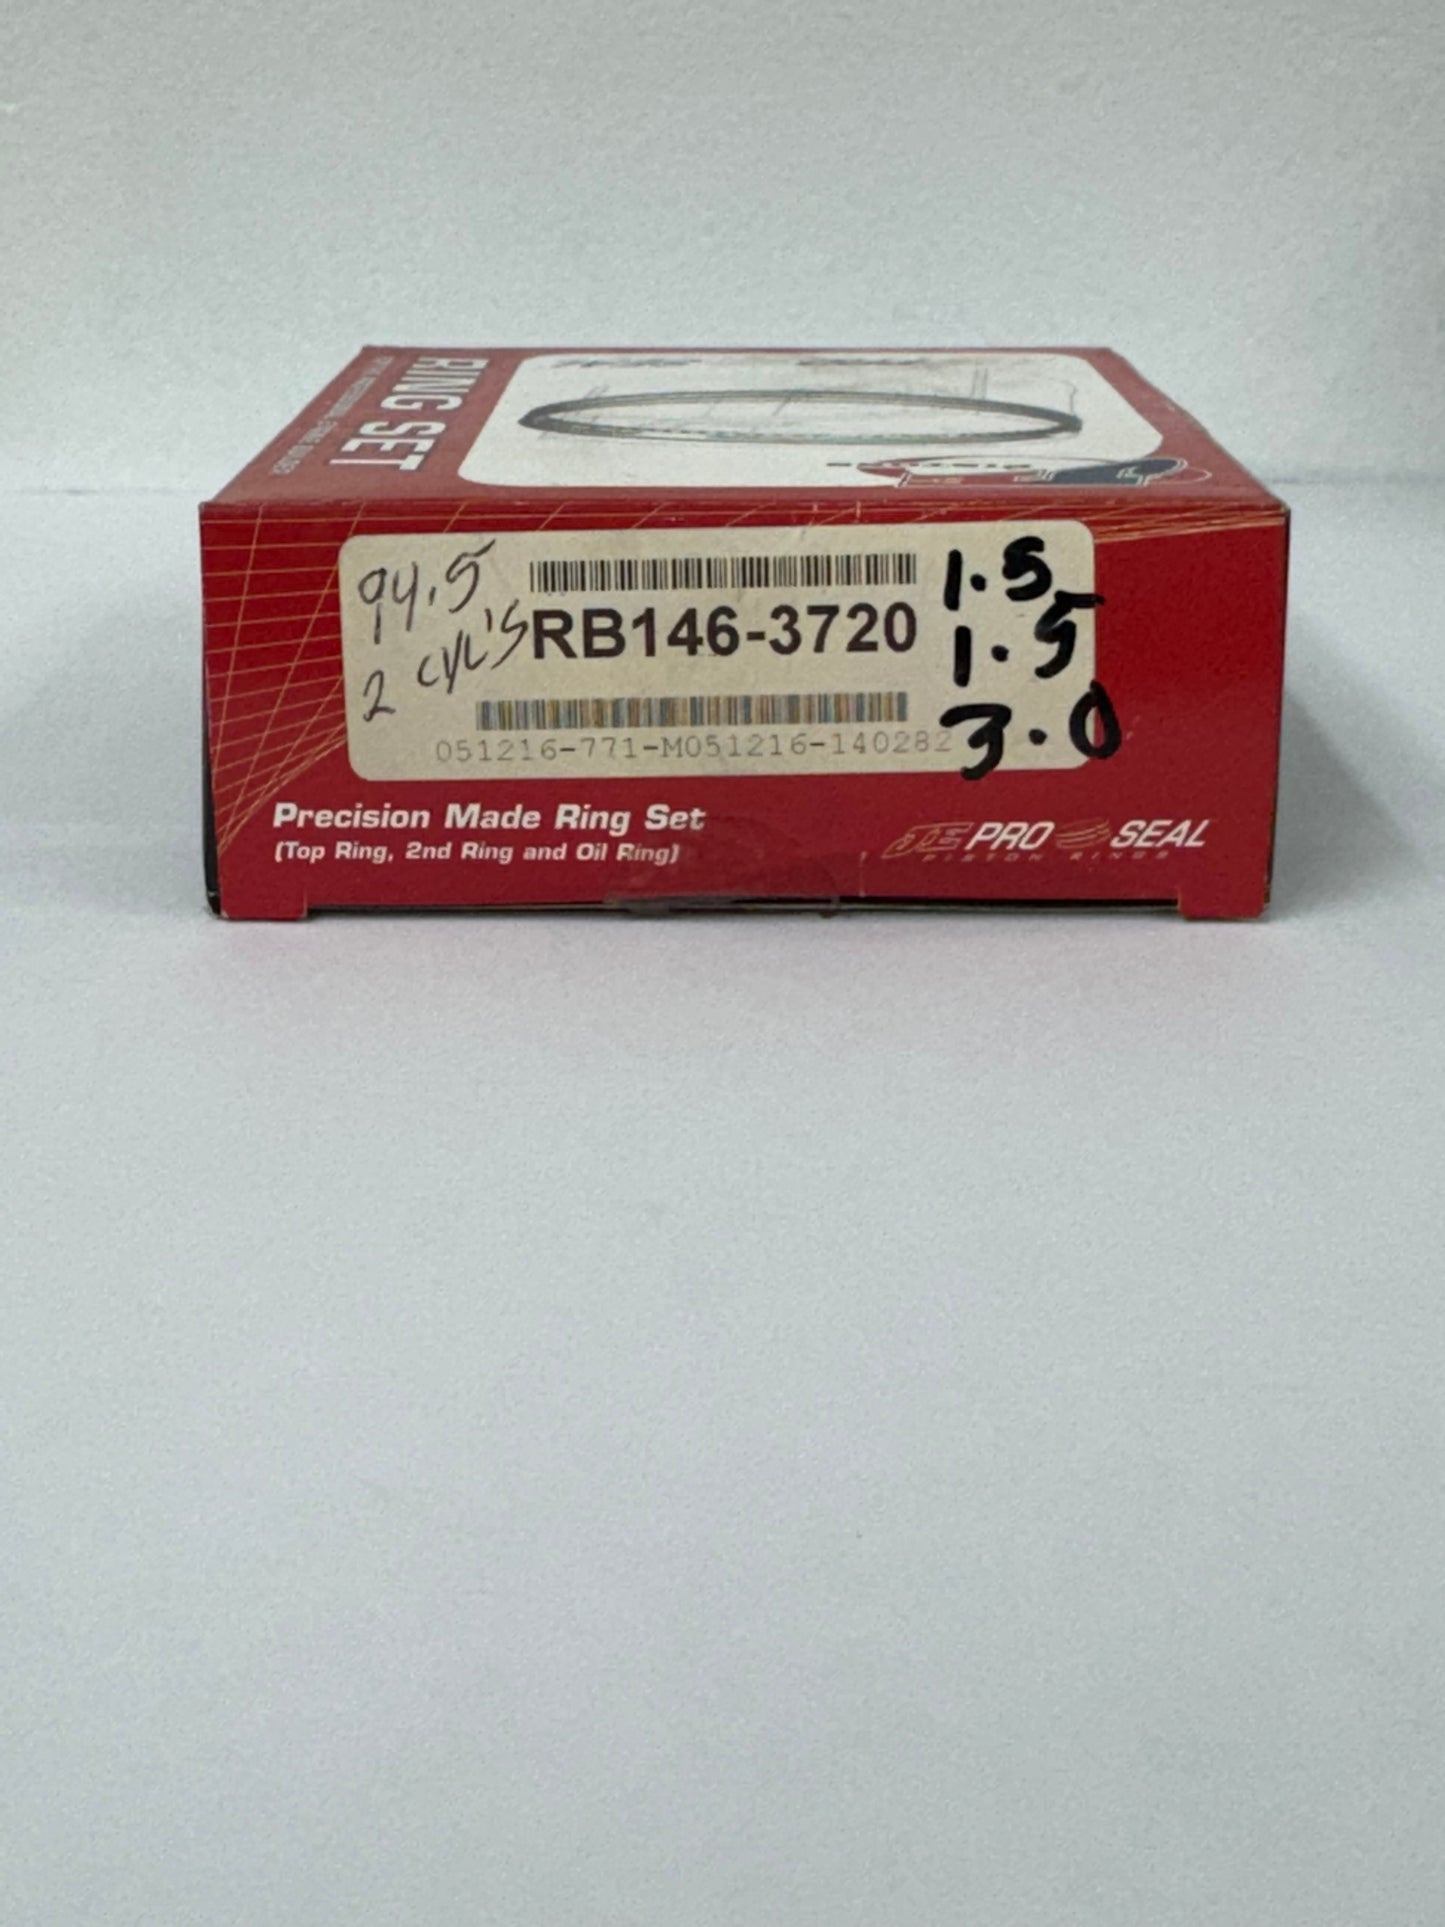 RING SET
94.5
2 CYL'S
RB146-3720
1.5
1.5
3.0
051216-771-M051216-140282
Precision Made Ring Set
(Top Ring, 2nd Ring and Oil Ring)
JE PRO SEAL
PISTON RINGS